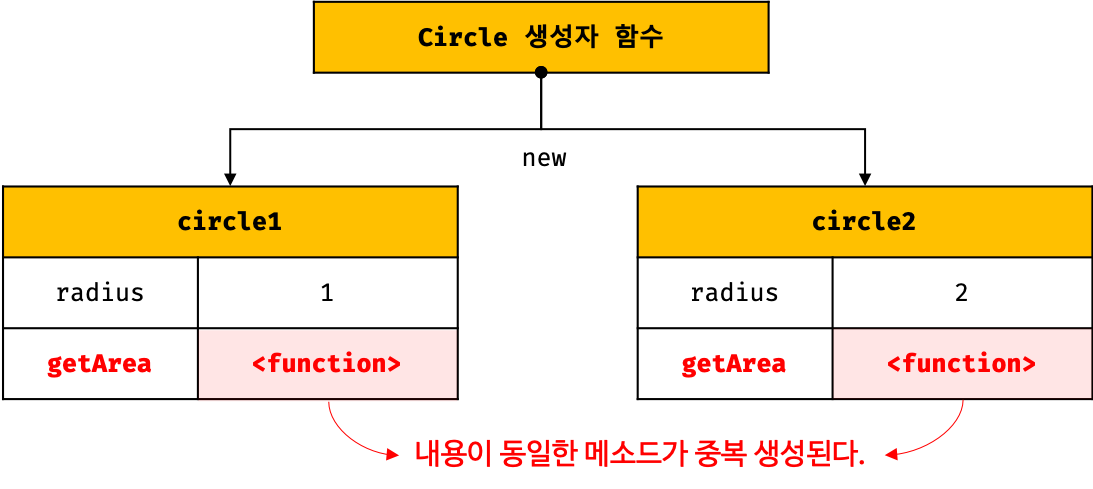 Circle 생성자 함수
new
circle1
radius 1
getArea <function>
circle2
radius 2
getArea <function>
내용이 동일한 메소드가 중복 생성된다.